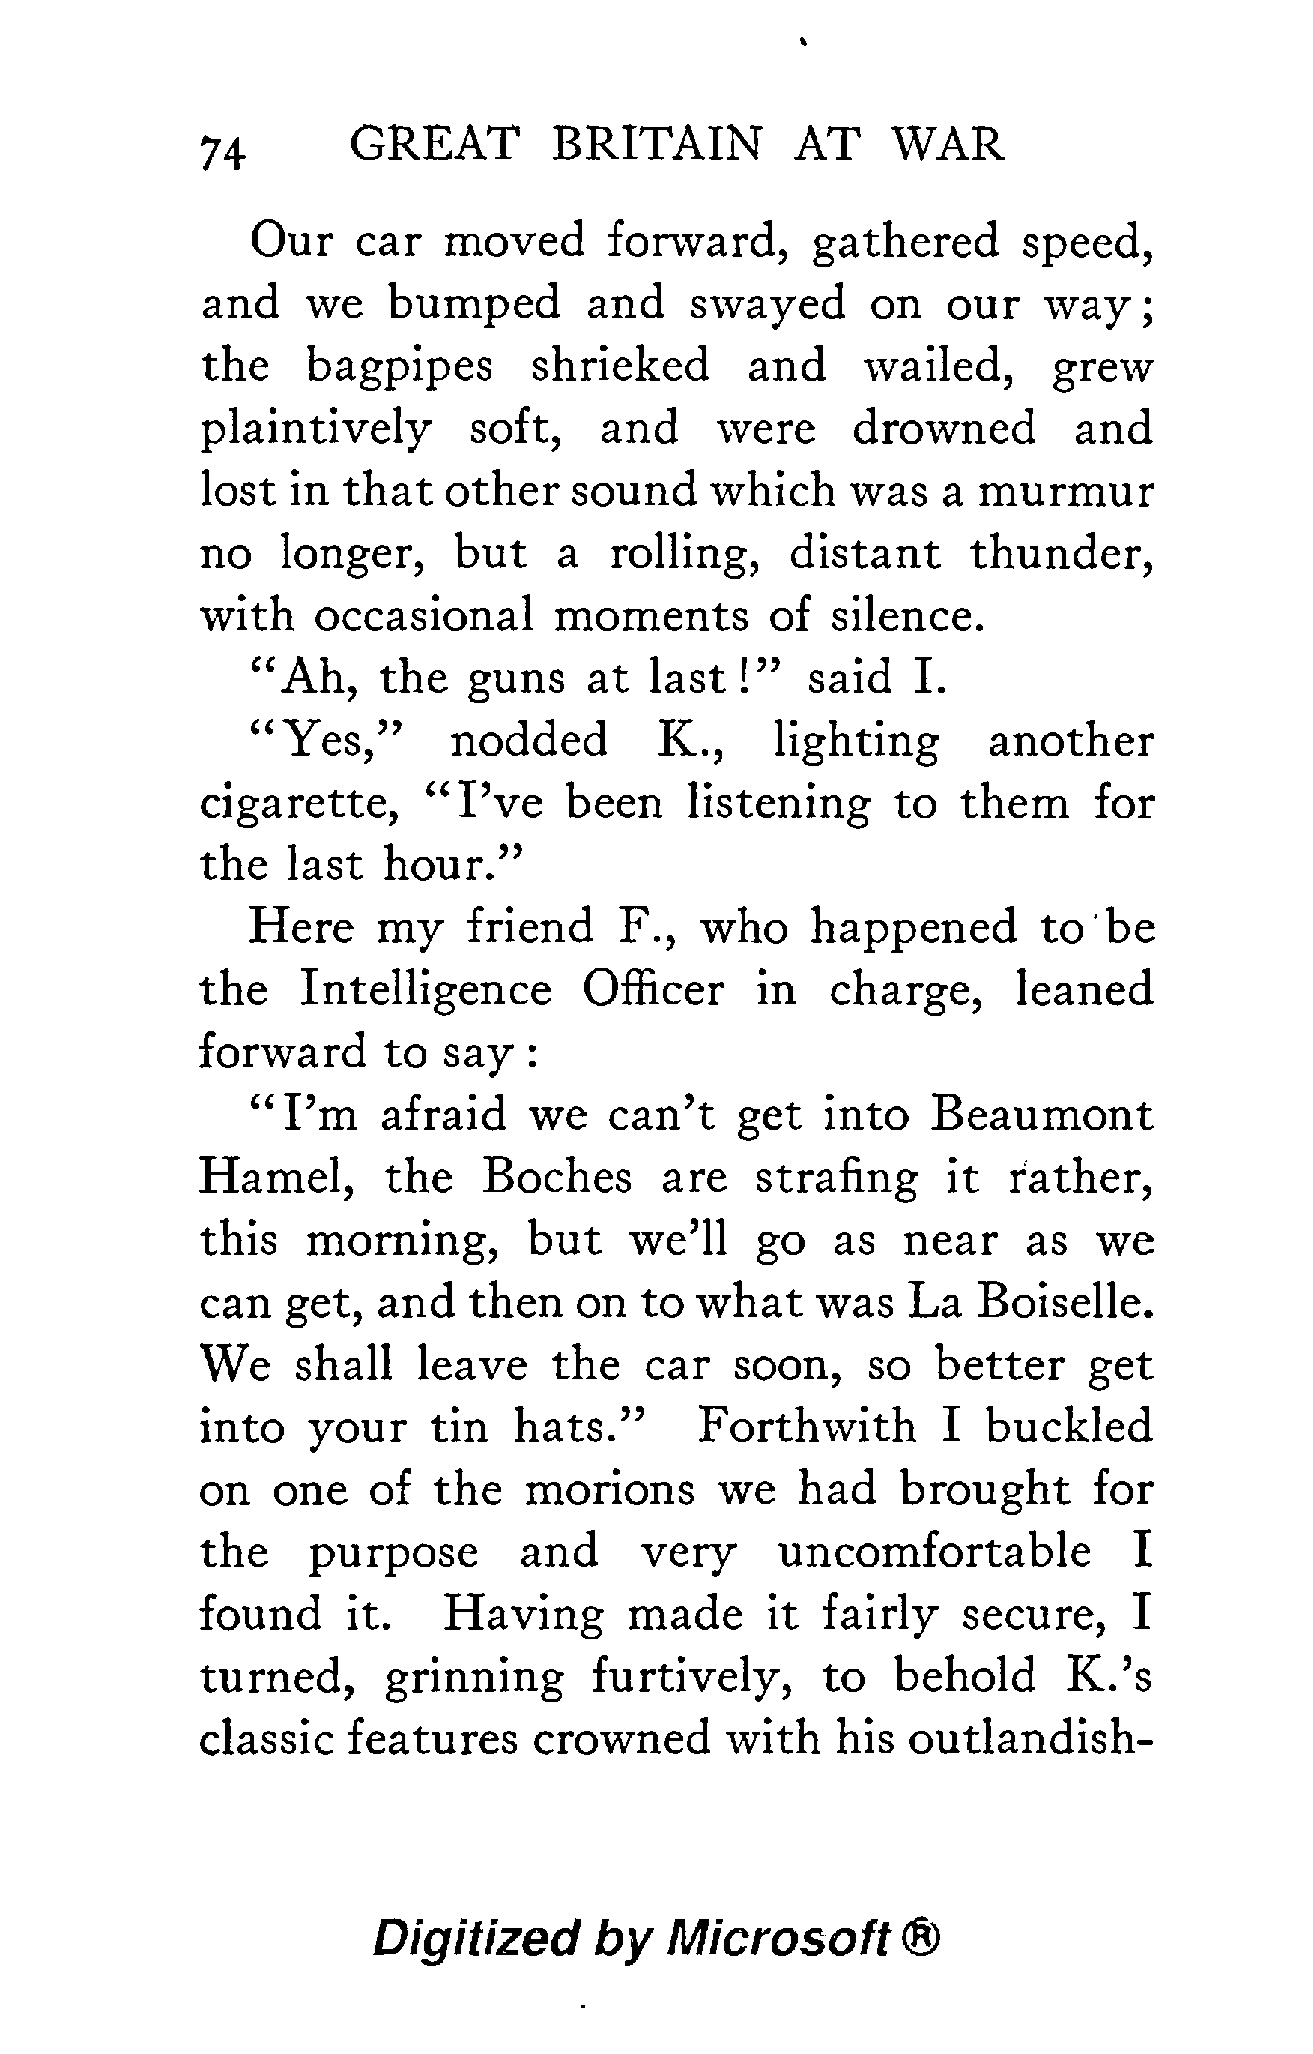 74 GREAT BRITAIN AT WAR
Our car moved forward, gathered speed,
and we bumped and swayed on our way;
the bagpipes shrieked and wailed, grew
plaintively soft, and were drowned and
lost in that other sound which was a murmur
no longer, but a rolling, distant thunder,
with occasional moments of silence.
“Ah, the guns at last!” said I.
“Yes,” nodded K., lighting another
cigarette, “I’ve been listening to them for
the last hour.”
Here my friend F., who happened to be
the Intelligence Officer in charge, leaned
forward to say:
“I’m afraid we can’t get into Beaumont
Hamel, the Boches are strafing it rather,
this morning, but we’ll go as near as we
can get, and then on to what was La Boiselle.
We shall leave the car soon, so better get
into your tin hats.” Forthwith I buckled
on one of the morions we had brought for
the purpose and very uncomfortable I
found it. Having made it fairly secure, I
turned, grinning furtively, to behold K.’s
classic features crowned with his outlandish-
Digitized by Microsoft ®